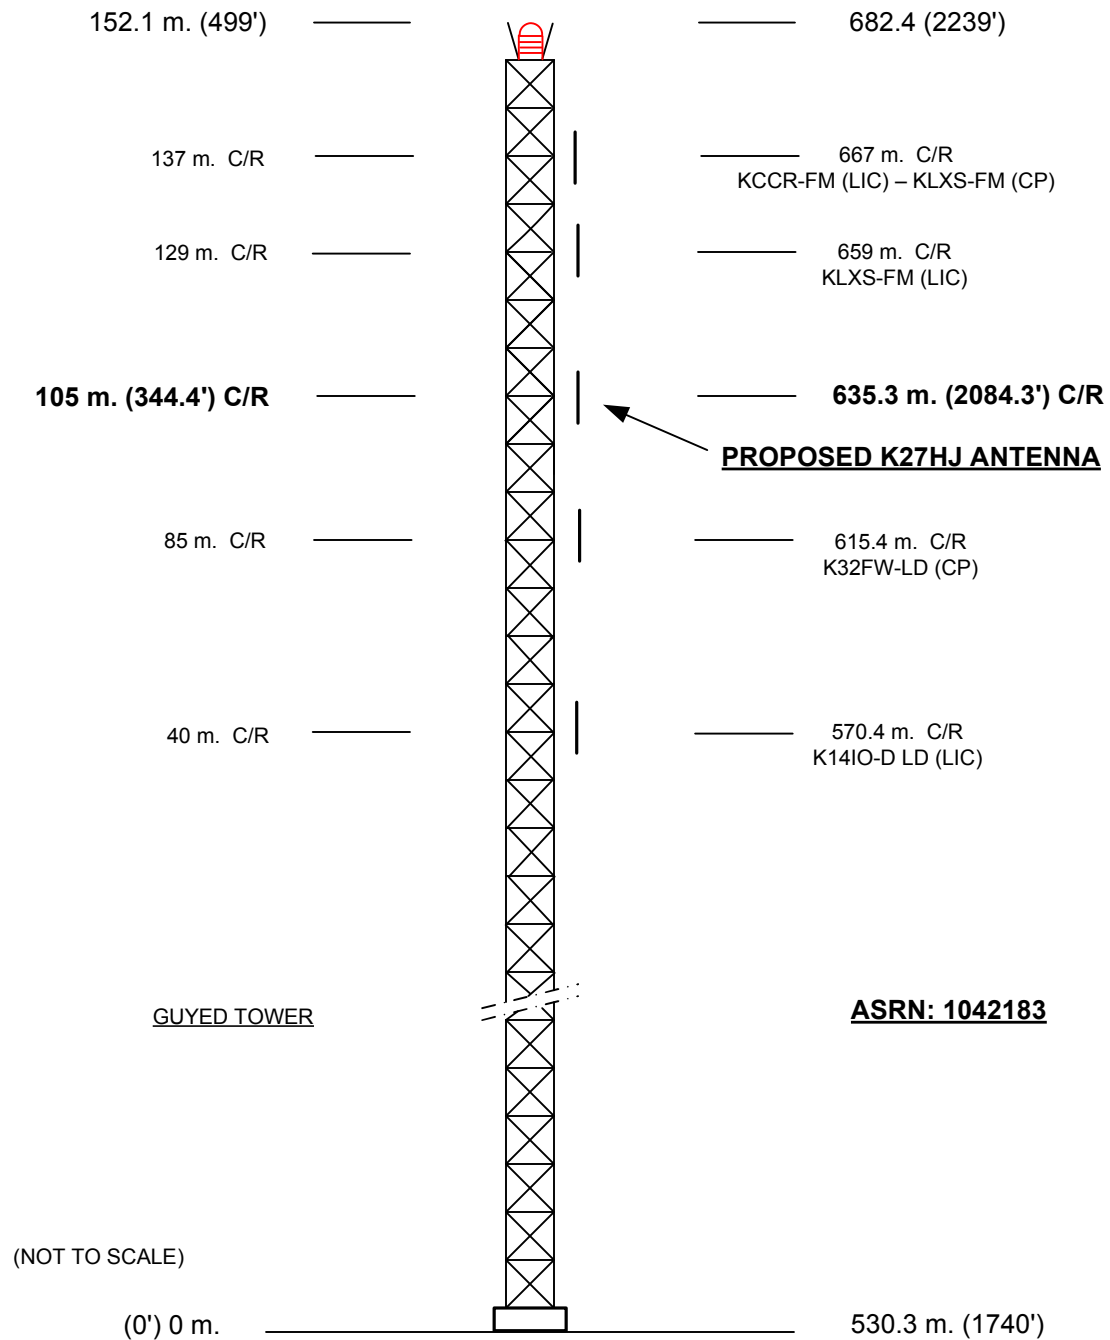 152.1 m. (499')
682.4 (2239')
137 m.  C/R
667 m.  C/R
KCCR-FM (LIC) – KLXS-FM (CP)
129 m.  C/R
659 m.  C/R
KLXS-FM (LIC)
105 m. (344.4') C/R
635.3 m. (2084.3') C/R
PROPOSED K27HJ ANTENNA
85 m.  C/R
615.4 m.  C/R
K32FW-LD (CP)
40 m.  C/R
570.4 m.  C/R
K14IO-D LD (LIC)
GUYED TOWER
ASRN: 1042183
(NOT TO SCALE)
(0') 0 m.
530.3 m. (1740')